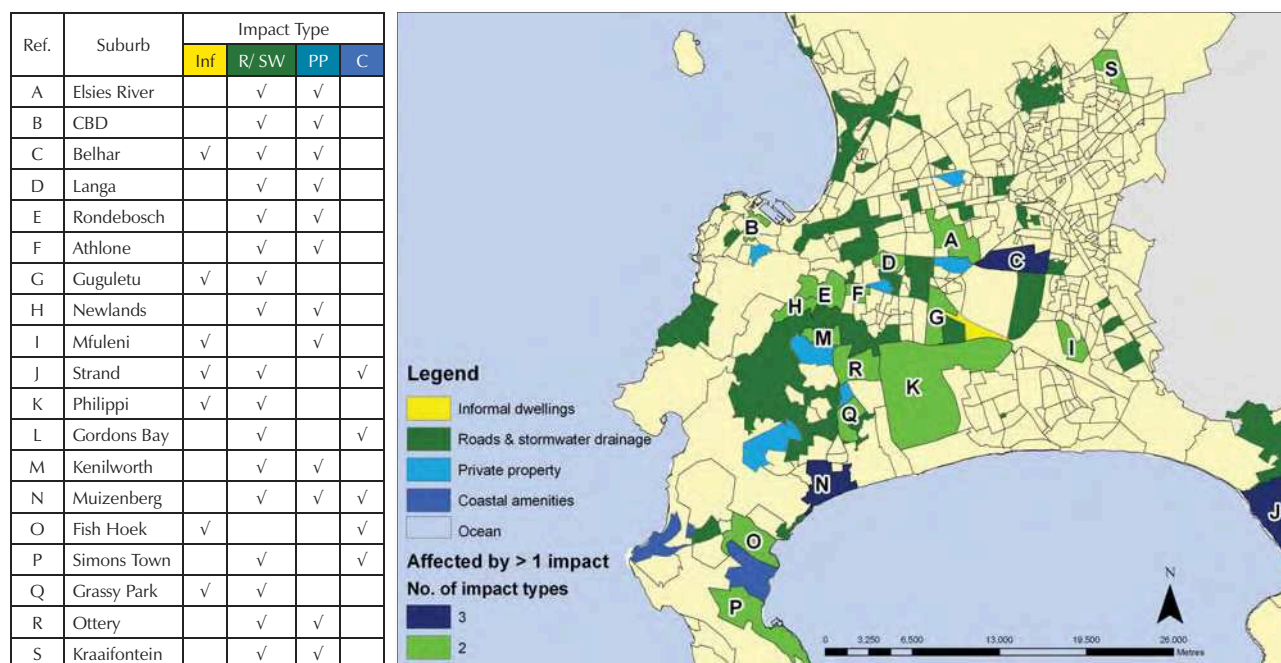 Ref. Suburb Impact Type
Inf R/ SW PP C
A Elsies River √ √
B CBD √ √
C Belhar √ √ √
D Langa √ √
E Rondebosch √ √
F Athlone √ √
G Guguletu √ √
H Newlands √ √
I Mfuleni √ √
J Strand √ √ √
K Philippi √ √
L Gordons Bay √ √
M Kenilworth √ √
N Muizenberg √ √ √
O Fish Hoek √ √
P Simons Town √ √
Q Grassy Park √ √
R Ottery √ √
S Kraaifontein √ √
S
B
A
D
C
E
F
H
G
M
I
R
K
Q
N
J
O
P
Legend
Informal dwellings
Roads & stormwater drainage
Private property
Coastal amenities
Ocean
Affected by > 1 impact
No. of impact types
3
2
N
0 3,250 6,500 13,000 19,500 26,000
Metres